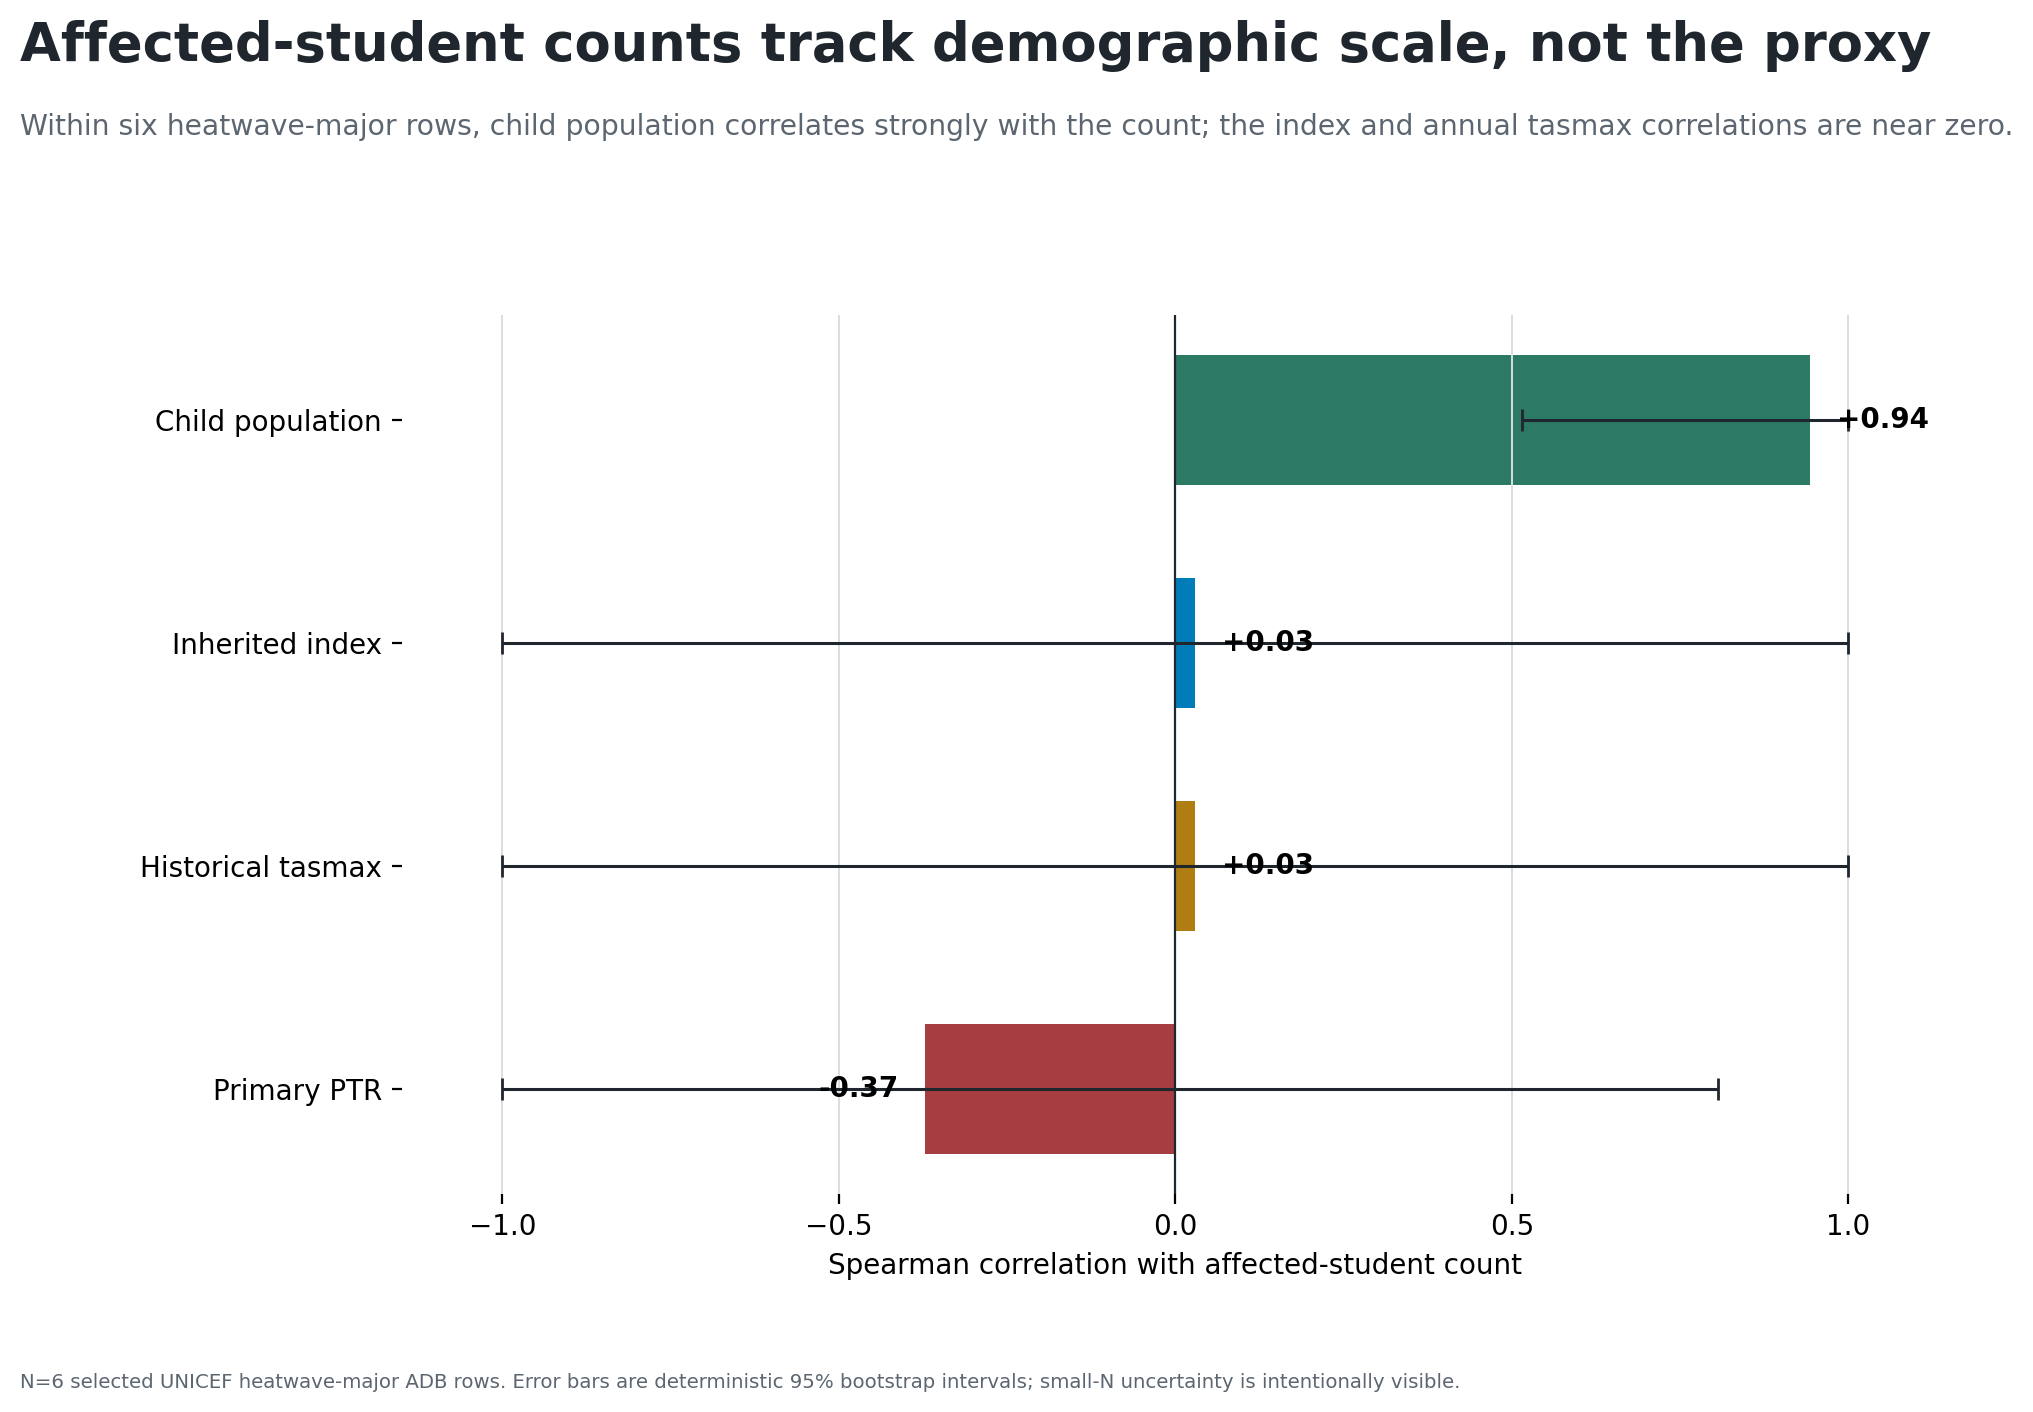 Affected-student counts track demographic scale, not the proxy
Within six heatwave-major rows, child population correlates strongly with the count; the index and annual tasmax correlations are near zero.
Child population
+0.94
Inherited index
+0.03
Historical tasmax
+0.03
Primary PTR
-0.37
−1.0
−0.5
0.0
0.5
1.0
Spearman correlation with affected-student count
N=6 selected UNICEF heatwave-major ADB rows. Error bars are deterministic 95% bootstrap intervals; small-N uncertainty is intentionally visible.